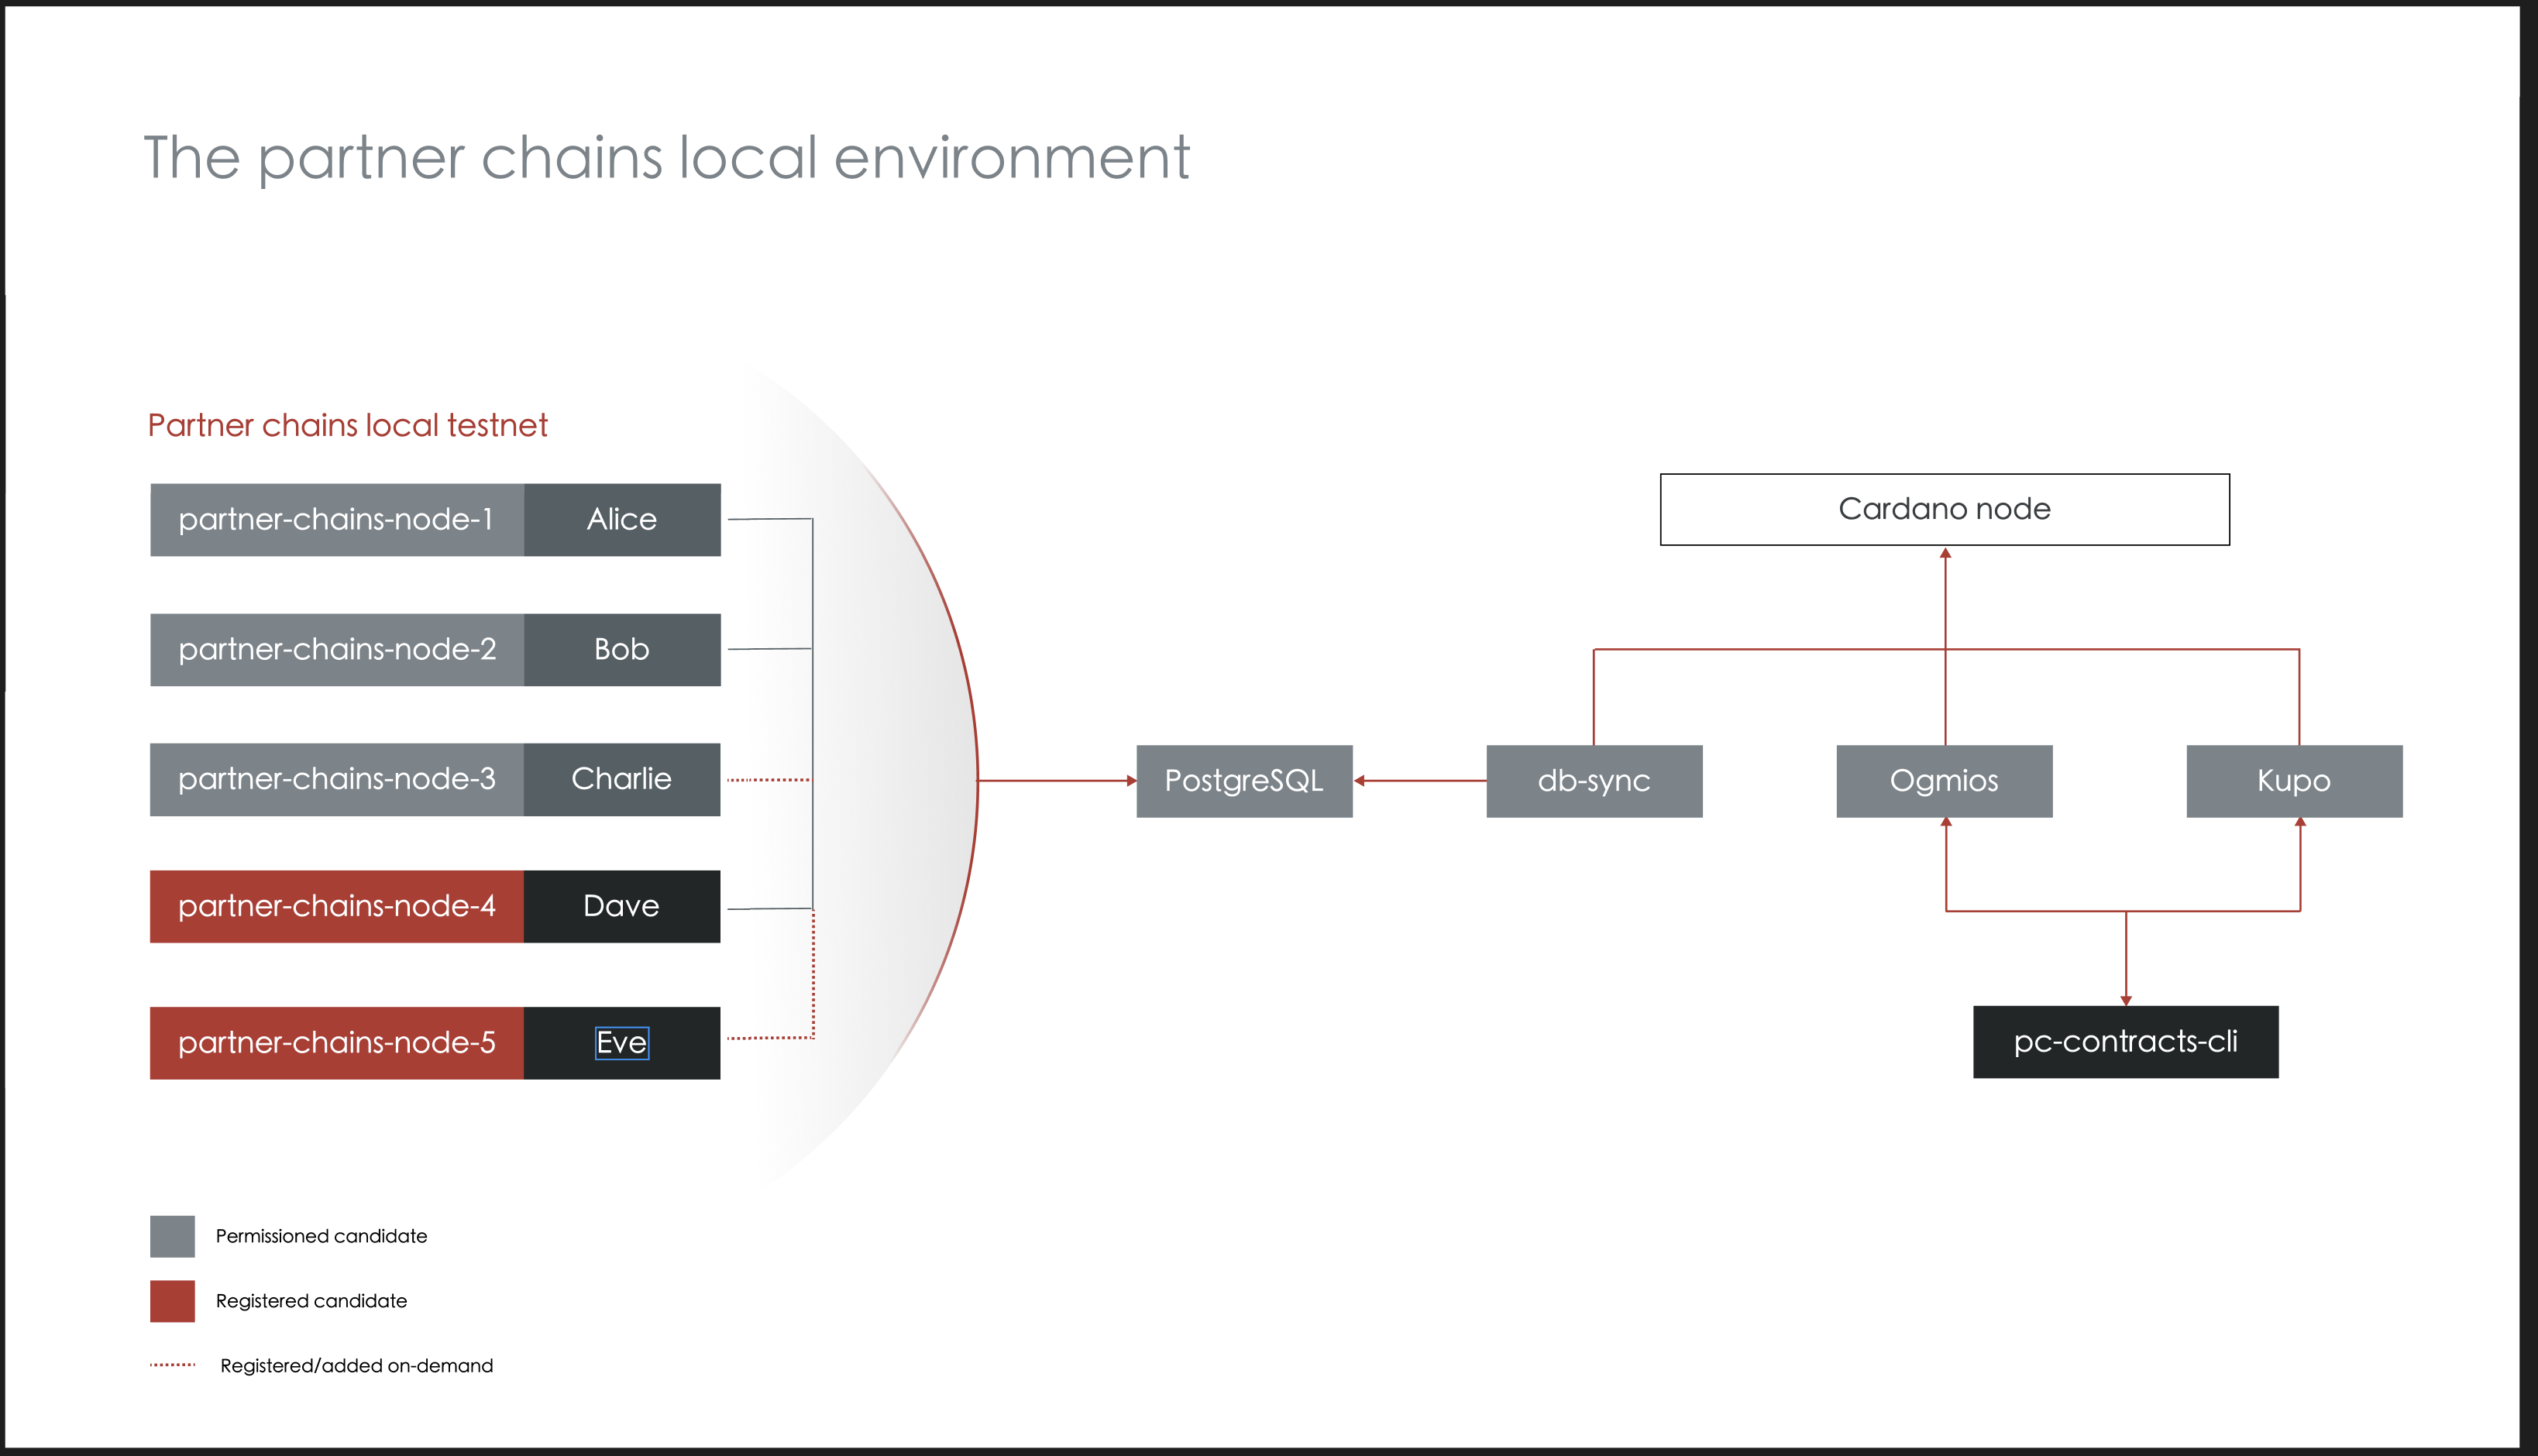 The partner chains local environment
Partner chains local testnet
partner-chains-node-1 Alice
partner-chains-node-2 Bob
partner-chains-node-3 Charlie
partner-chains-node-4 Dave
partner-chains-node-5 Eve
Cardano node
PostgreSQL
db-sync
Ogmios
Kupo
pc-contracts-cli
Permissioned candidate
Registered candidate
Registered/added on-demand